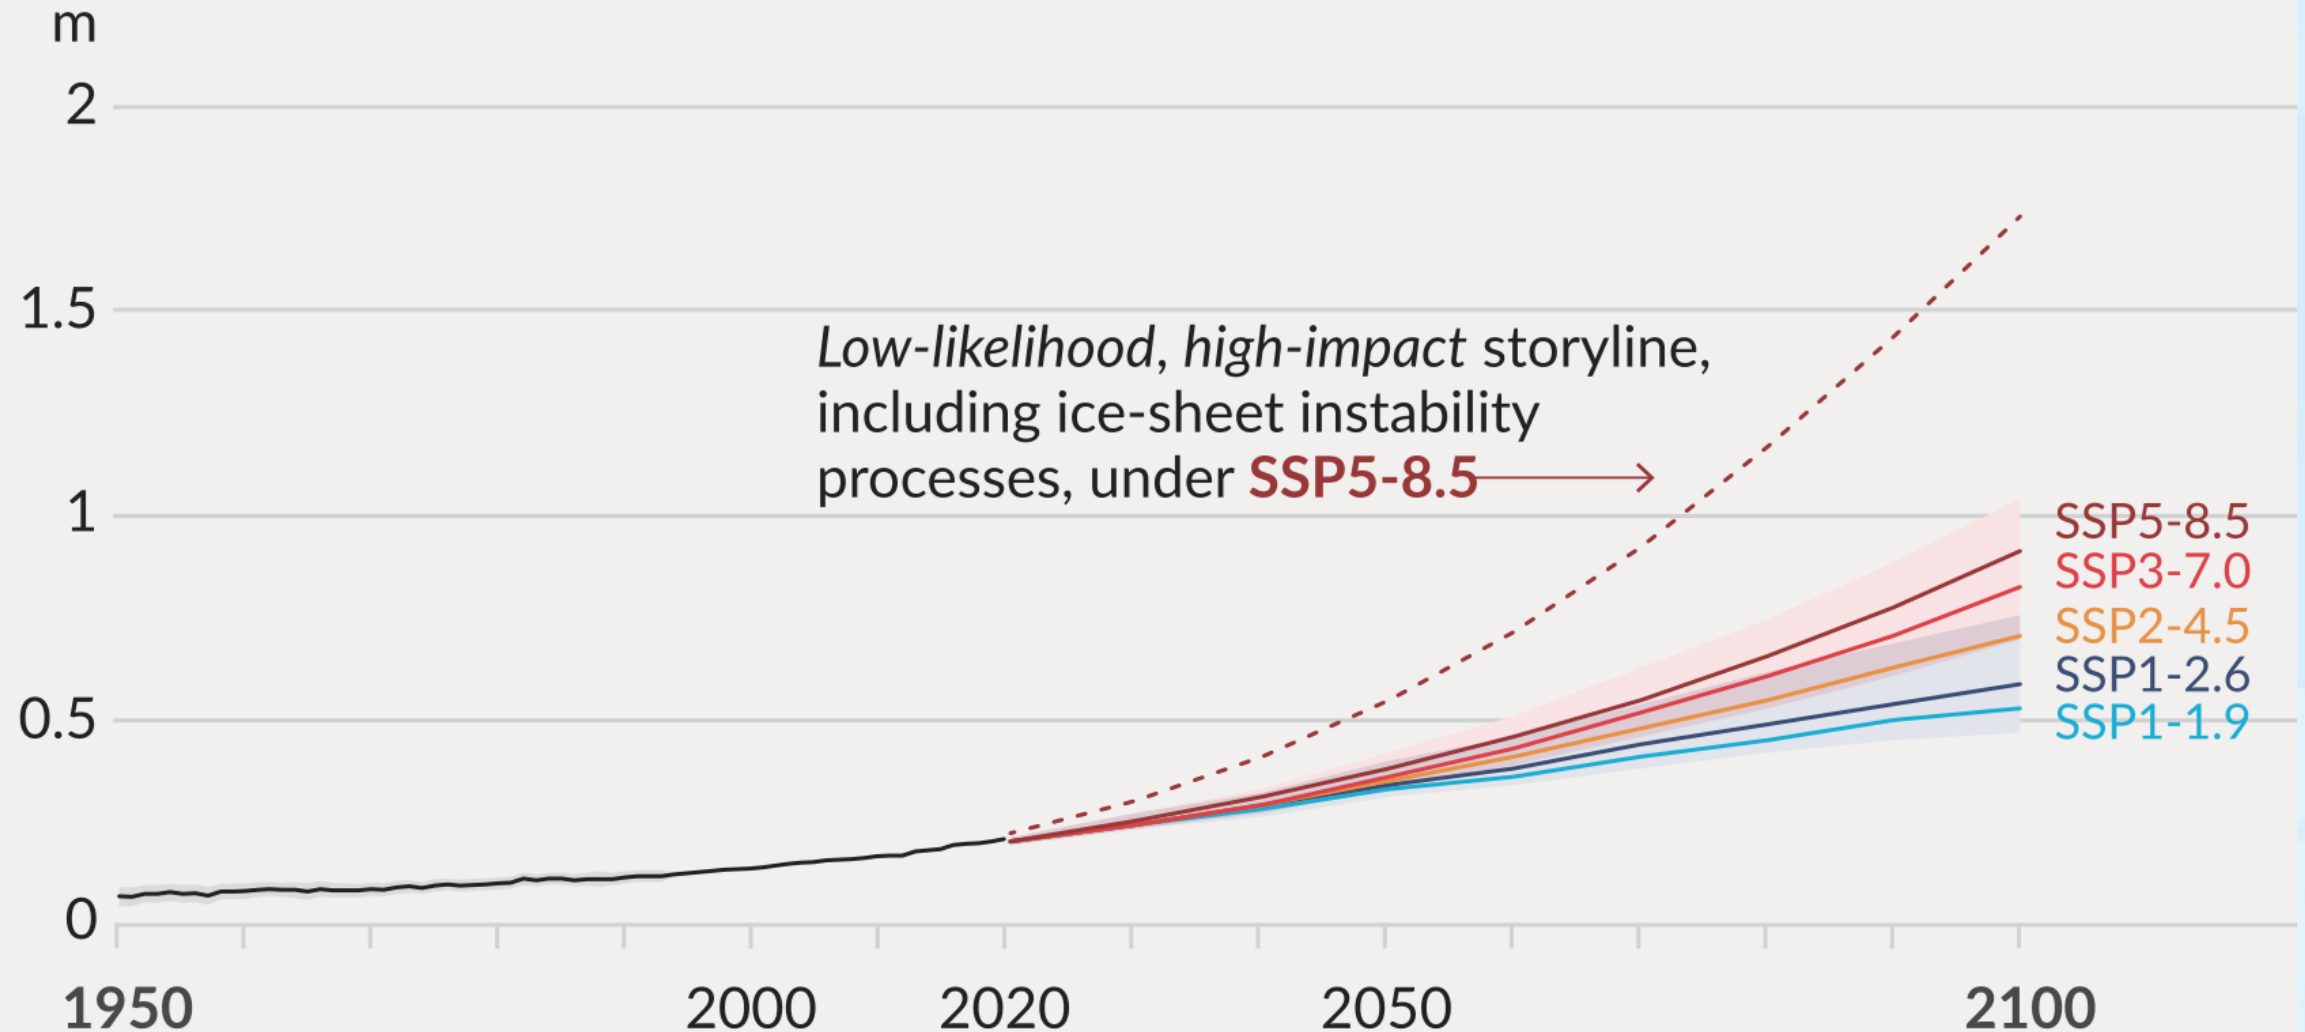 m
2
1.5
Low-likelihood, high-impact storyline,
including ice-sheet instability
processes, under SSP5-8.5
1
SSP5-8.5
SSP3-7.0
SSP2-4.5
SSP1-2.6
0.5
SSP1-1.9
0
1950 2000 2020 2050 2100